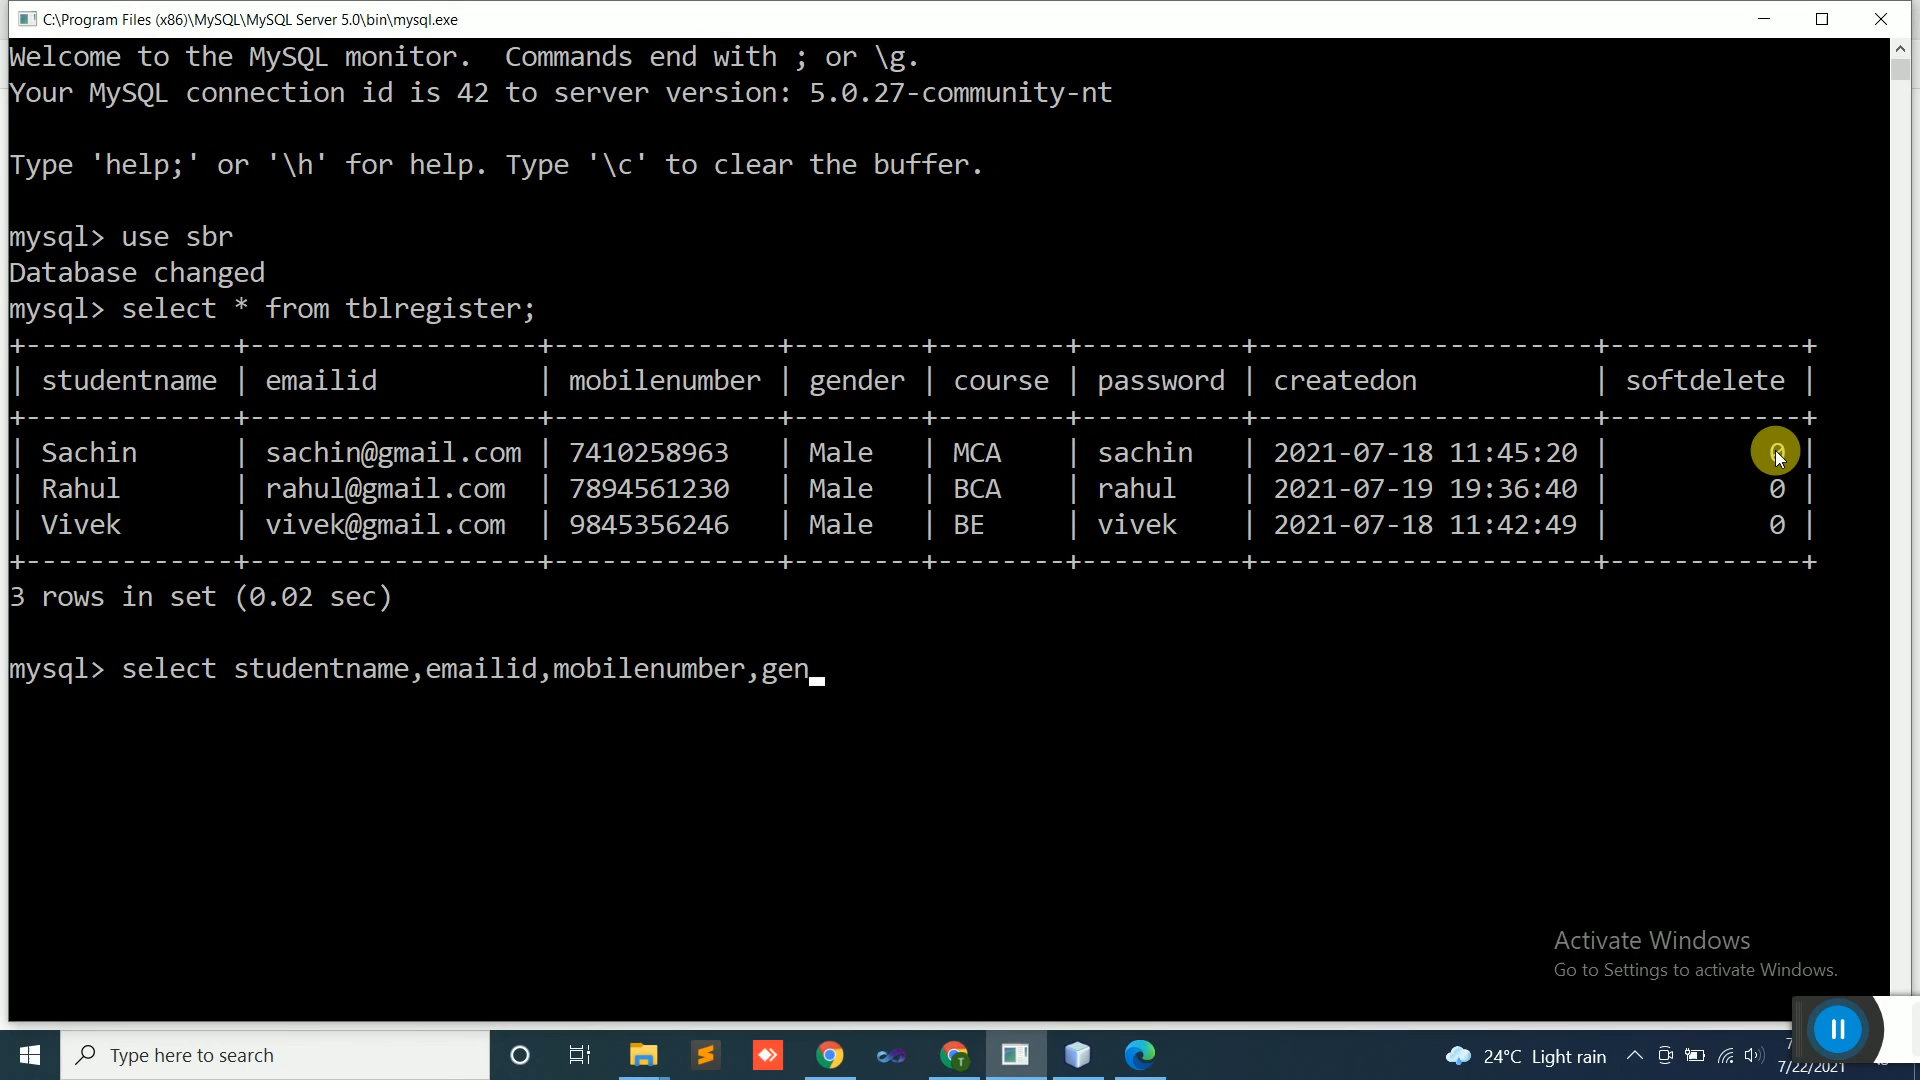 C:\Program Files (x86)\MySQL\MySQL Server 5.0\bin\mysql.exe
Welcome to the MySQL monitor.  Commands end with ; or \g.
Your MySQL connection id is 42 to server version: 5.0.27-community-nt
Type 'help;' or '\h' for help. Type '\c' to clear the buffer.
mysql> use sbr
Database changed
mysql> select * from tblregister;
+-------------+------------------+--------------+--------+--------+----------+---------------------+------------+
| studentname | emailid          | mobilenumber | gender | course | password | createdon           | softdelete |
+-------------+------------------+--------------+--------+--------+----------+---------------------+------------+
| Sachin      | sachin@gmail.com | 7410258963   | Male   | MCA    | sachin   | 2021-07-18 11:45:20 |          0 |
| Rahul       | rahul@gmail.com  | 7894561230   | Male   | BCA    | rahul    | 2021-07-19 19:36:40 |          0 |
| Vivek       | vivek@gmail.com  | 9845356246   | Male   | BE     | vivek    | 2021-07-18 11:42:49 |          0 |
+-------------+------------------+--------------+--------+--------+----------+---------------------+------------+
3 rows in set (0.02 sec)
mysql> select studentname,emailid,mobilenumber,gen
Activate Windows
Go to Settings to activate Windows.
Type here to search
24°C Light rain
7/22/2021